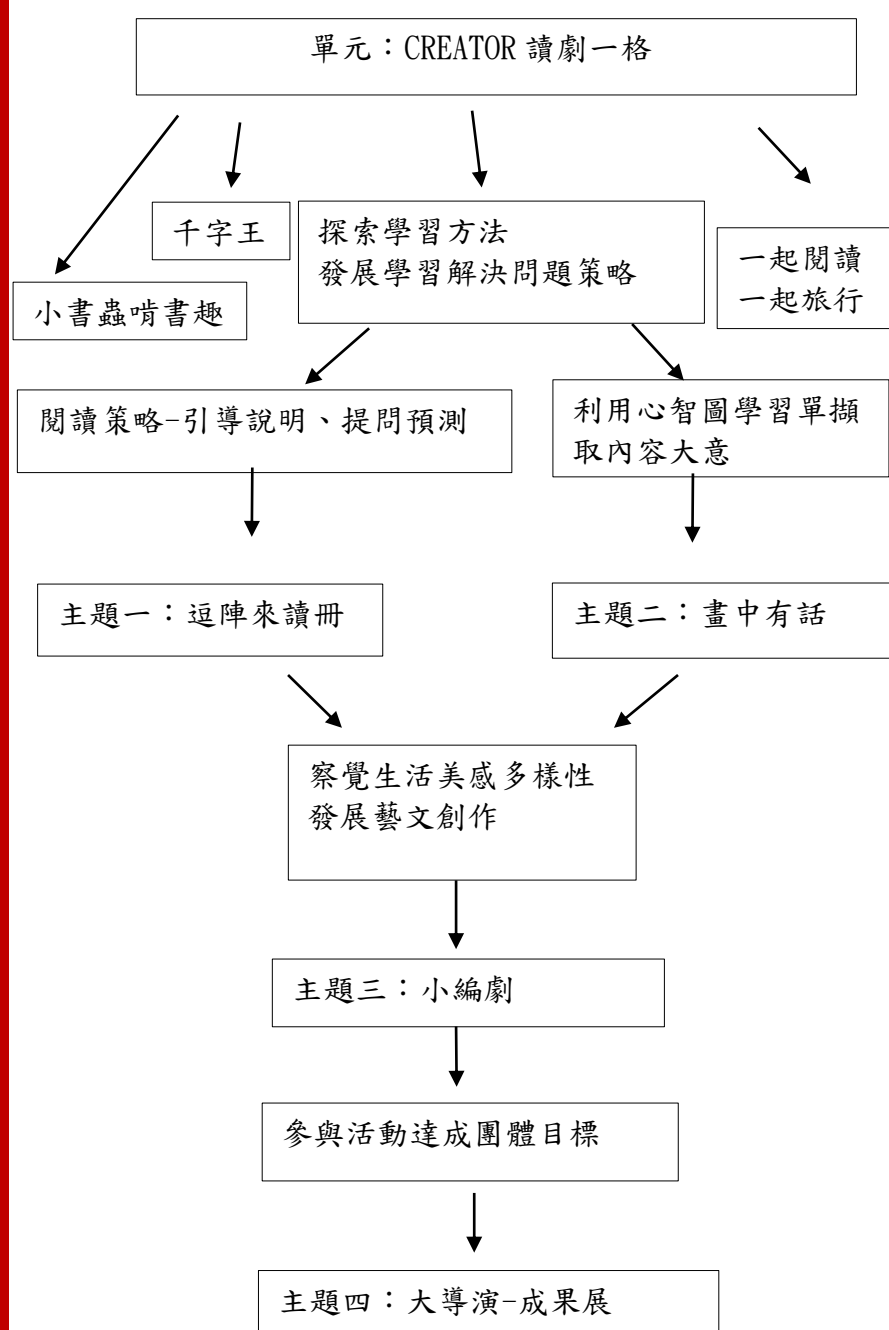 單元：CREATOR 讀劇一格
千字王
探索學習方法
發展學習解決問題策略
一起閱讀
一起旅行
小書蟲啃書趣
閱讀策略-引導說明、提問預測
利用心智圖學習單擷
取內容大意
主題一：逗陣來讀冊
主題二：畫中有話
察覺生活美感多樣性
發展藝文創作
主題三：小編劇
參與活動達成團體目標
主題四：大導演-成果展